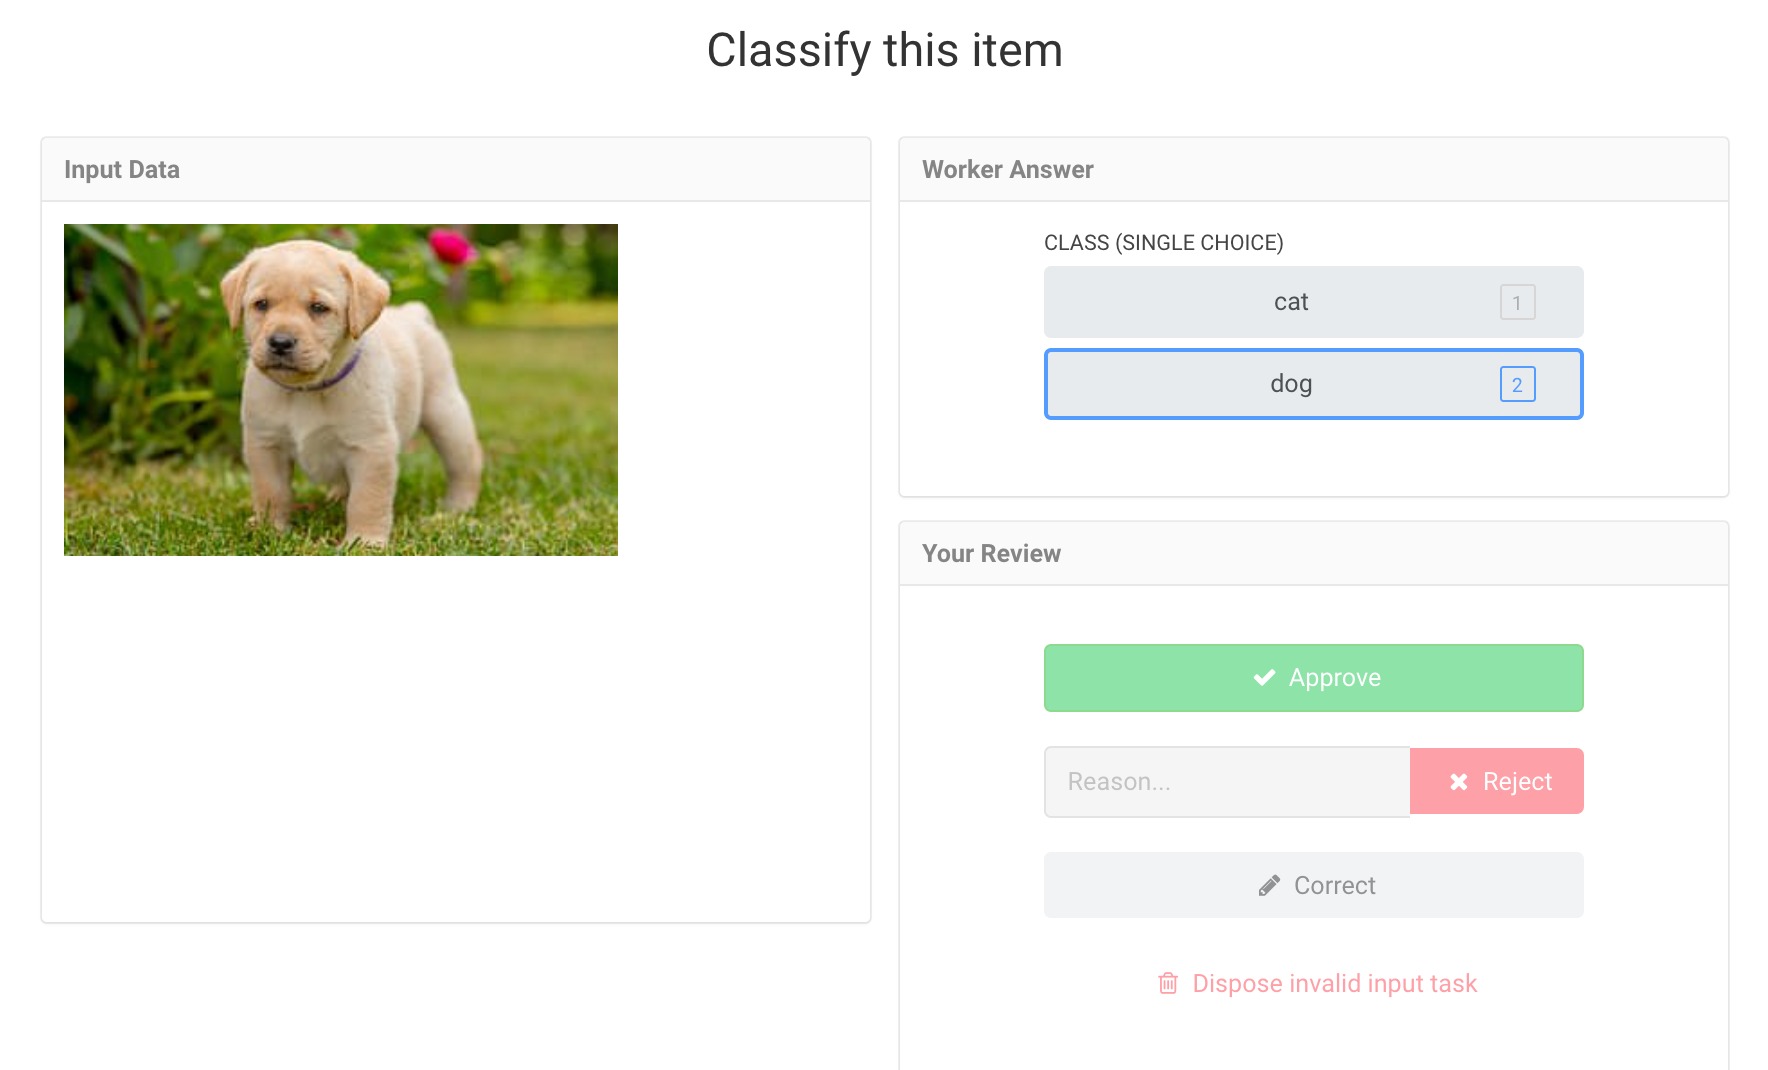 Classify this item
Input Data
Worker Answer
CLASS (SINGLE CHOICE)
cat 1
dog 2
Your Review
Approve
Reason... Reject
Correct
Dispose invalid input task